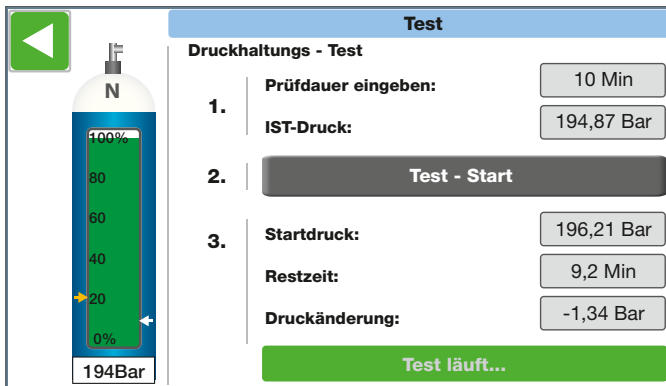 Test
Druckhaltungs - Test
N
1.
Prüfdauer eingeben:
10 Min
IST-Druck:
194,87 Bar
100%
80
60
40
20
0%
194Bar
2.
Test - Start
3.
Startdruck:
196,21 Bar
Restzeit:
9,2 Min
Druckänderung:
-1,34 Bar
Test läuft...